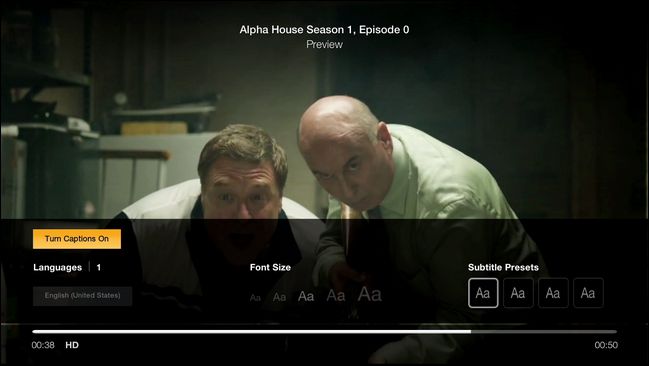 Alpha House Season 1, Episode 0
Preview
Turn Captions On
Languages | 1
Font Size
Subtitle Presets
English (United States)
Aa Aa Aa Aa Aa
Aa Aa Aa Aa
00:38 HD
00:50